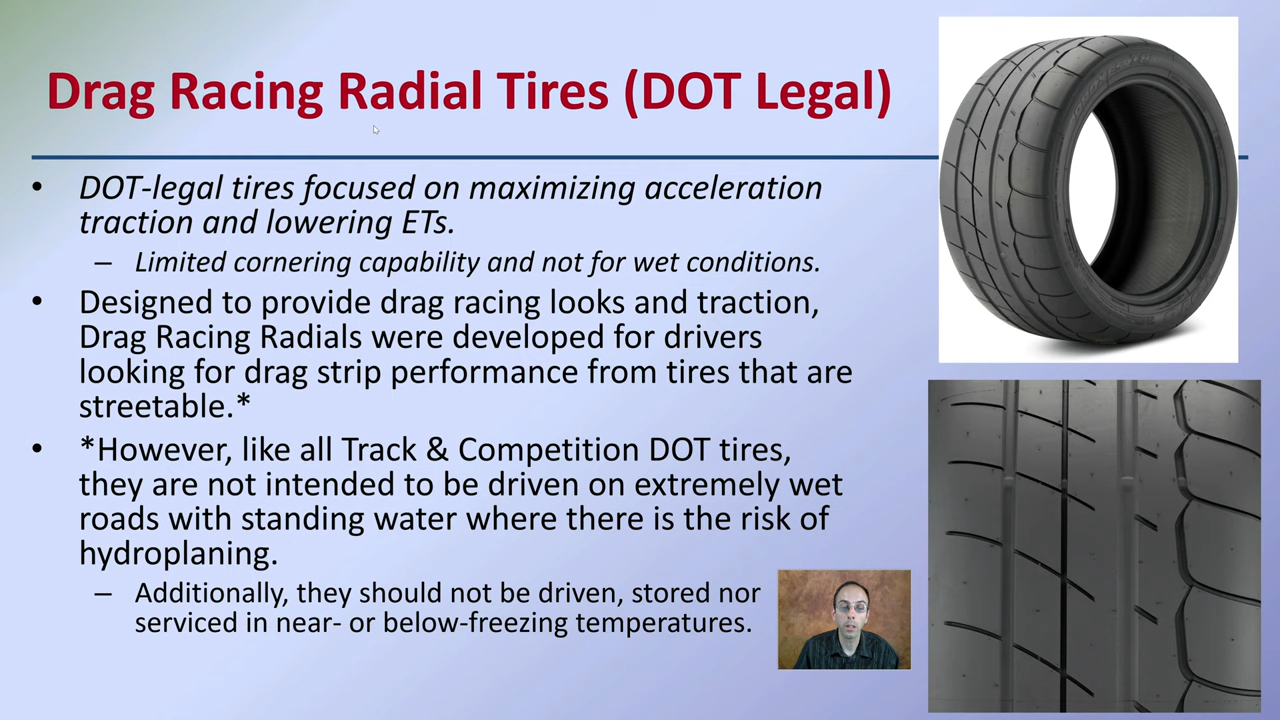 Drag Racing Radial Tires (DOT Legal)
• DOT-legal tires focused on maximizing acceleration
traction and lowering ETs.
– Limited cornering capability and not for wet conditions.
• Designed to provide drag racing looks and traction,
Drag Racing Radials were developed for drivers
looking for drag strip performance from tires that are
streetable.*
• *However, like all Track & Competition DOT tires,
they are not intended to be driven on extremely wet
roads with standing water where there is the risk of
hydroplaning.
– Additionally, they should not be driven, stored nor
serviced in near- or below-freezing temperatures.